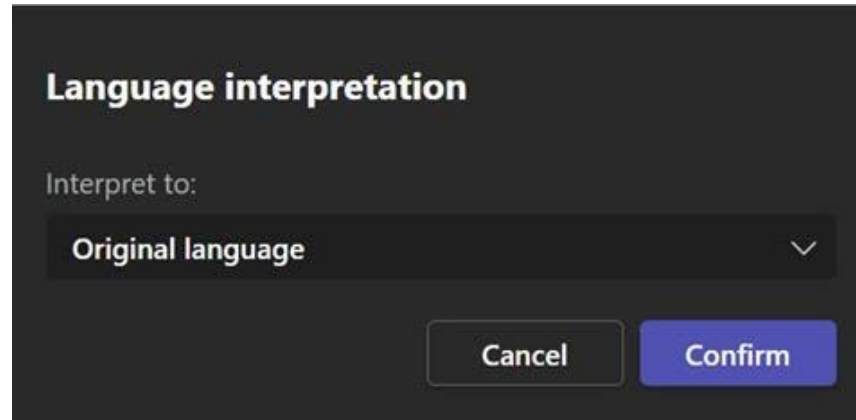 Language interpretation
Interpret to:
Original language
Cancel Confirm